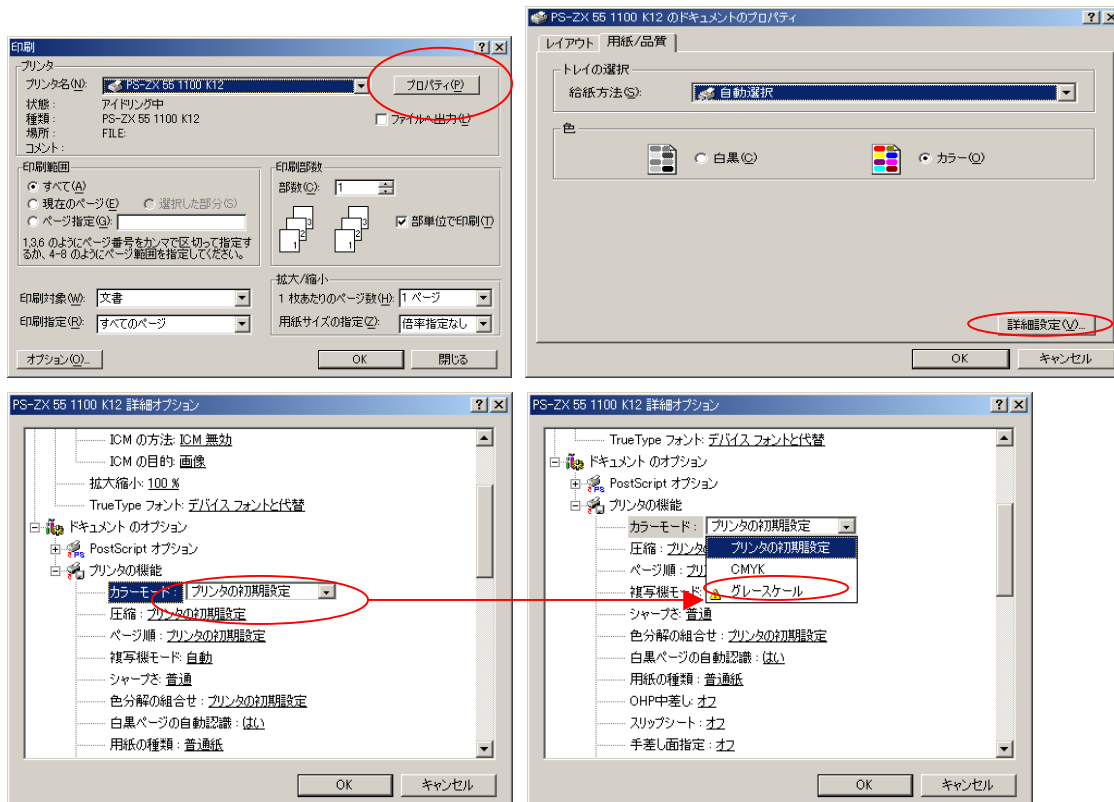 印刷
プリンタ
プリンタ名(N): PS-ZX 55 1100 K12 プロパティ(P)
状態: アイドリング中
種類: PS-ZX 55 1100 K12 ファイルへ出力(L)
場所: FILE:
コメント:
印刷範囲
すべて(A)
現在のページ(E) 選択した部分(S)
ページ指定(G):
1,3,6 のようにページ番号をカンマで区切って指定す
るか、4-8 のようにページ範囲を指定してください。
印刷部数
部数(C): 1
部単位で印刷(T)
拡大/縮小
1 枚あたりのページ数(H): 1 ページ
用紙サイズの指定(Z): 倍率指定なし
印刷対象(W): 文書
印刷指定(R): すべてのページ
オプション(O)... OK 閉じる
PS-ZX 55 1100 K12 のドキュメントのプロパティ
レイアウト 用紙/品質
トレイの選択
給紙方法(S): 自動選択
色
白黒(C) カラー(O)
詳細設定(V)...
OK キャンセル
PS-ZX 55 1100 K12 詳細オプション
ICM の方法: ICM 無効
ICM の目的: 画像
拡大縮小: 100 %
TrueType フォント: デバイス フォントと代替
ドキュメント のオプション
PostScript オプション
プリンタの機能
カラーモード : プリンタの初期設定
圧縮 : プリンタの初期設定
ページ順 : プリンタの初期設定
複写機モード: 自動
シャープさ: 普通
色分解の組合せ : プリンタの初期設定
白黒ページの自動認識 : はい
用紙の種類 : 普通紙
OK キャンセル
PS-ZX 55 1100 K12 詳細オプション
TrueType フォント: デバイス フォントと代替
ドキュメント のオプション
PostScript オプション
プリンタの機能
カラーモード : プリンタの初期設定
プリンタの初期設定
CMYK
グレースケール
圧縮 : プリンタ
ページ順 : プリ
複写機モード:
シャープさ: 普通
色分解の組合せ : プリンタの初期設定
白黒ページの自動認識 : はい
用紙の種類 : 普通紙
OHP中差し: オフ
スリップシート : オフ
手差し面指定 : オフ
OK キャンセル